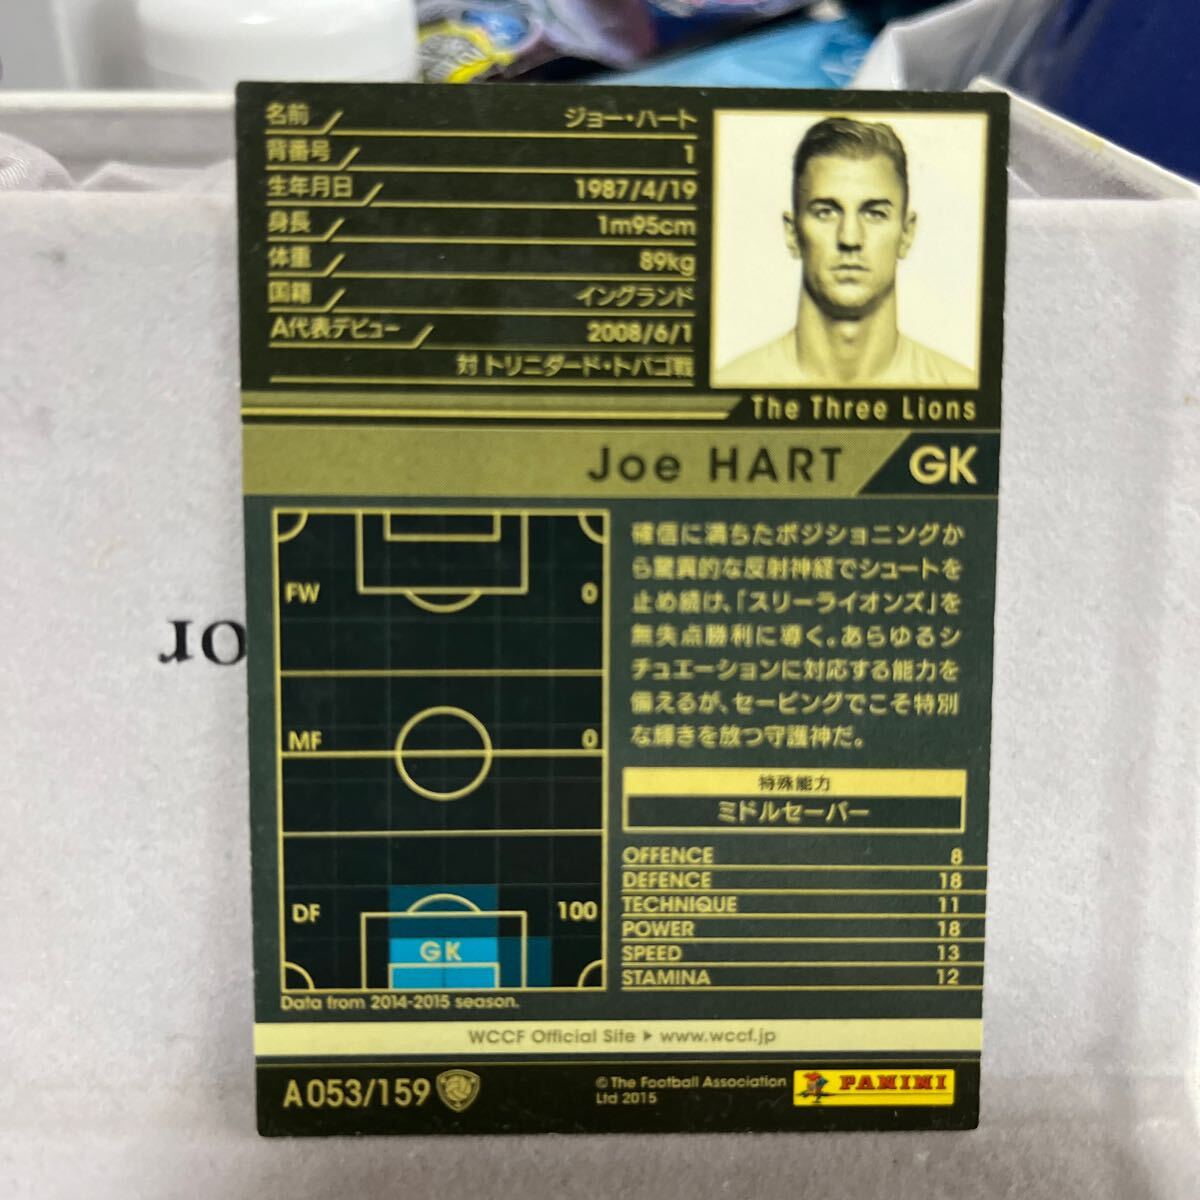 名前 ジョー・ハート
背番号 1
生年月日 1987/4/19
身長 1m95cm
体重 89kg
国籍 イングランド
A代表デビュー 2008/6/1
対 トリニダード・トバゴ戦
The Three Lions
Joe HART GK
FW 0
MF 0
DF 100
GK
Data from 2014-2015 season.
確信に満ちたポジショニングか
ら驚異的な反射神経でシュートを
止め続け、「スリーライオンズ」を
無失点勝利に導く。あらゆるシ
チュエーションに対応する能力を
備えるが、セービングでこそ特別
な輝きを放つ守護神だ。
特殊能力
ミドルセーバー
OFFENCE 8
DEFENCE 18
TECHNIQUE 11
POWER 18
SPEED 13
STAMINA 12
WCCF Official Site ▶ www.wccf.jp
A053/159
© The Football Association
Ltd 2015
PANINI
or